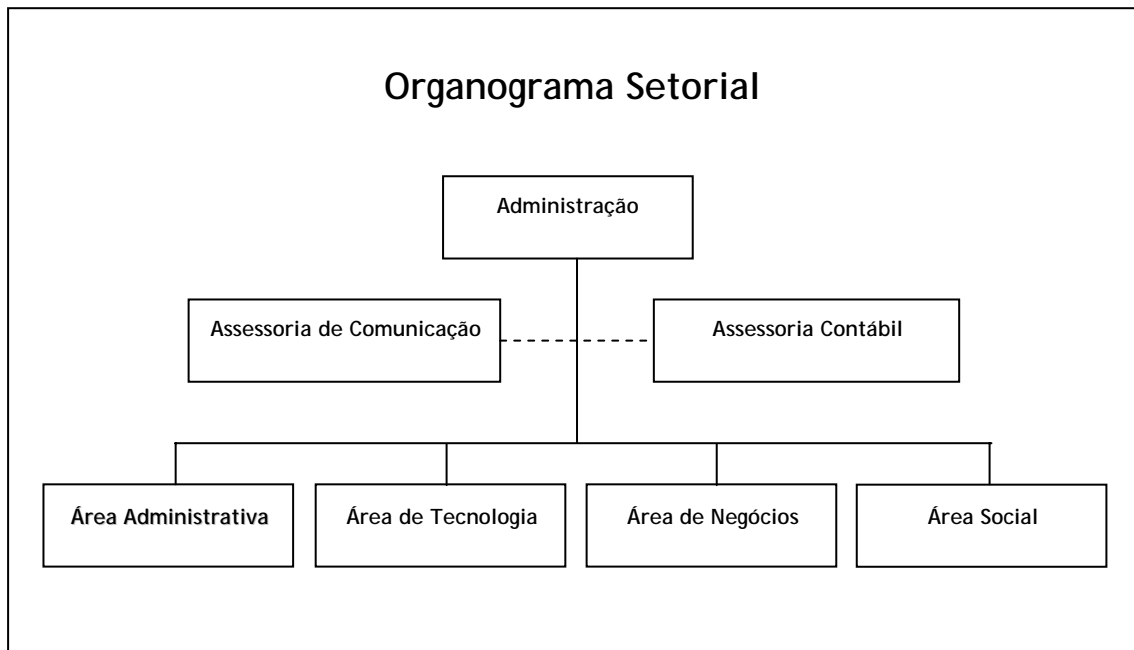 Organograma Setorial
Administração
Assessoria de Comunicação
Assessoria Contábil
Área Administrativa
Área de Tecnologia
Área de Negócios
Área Social